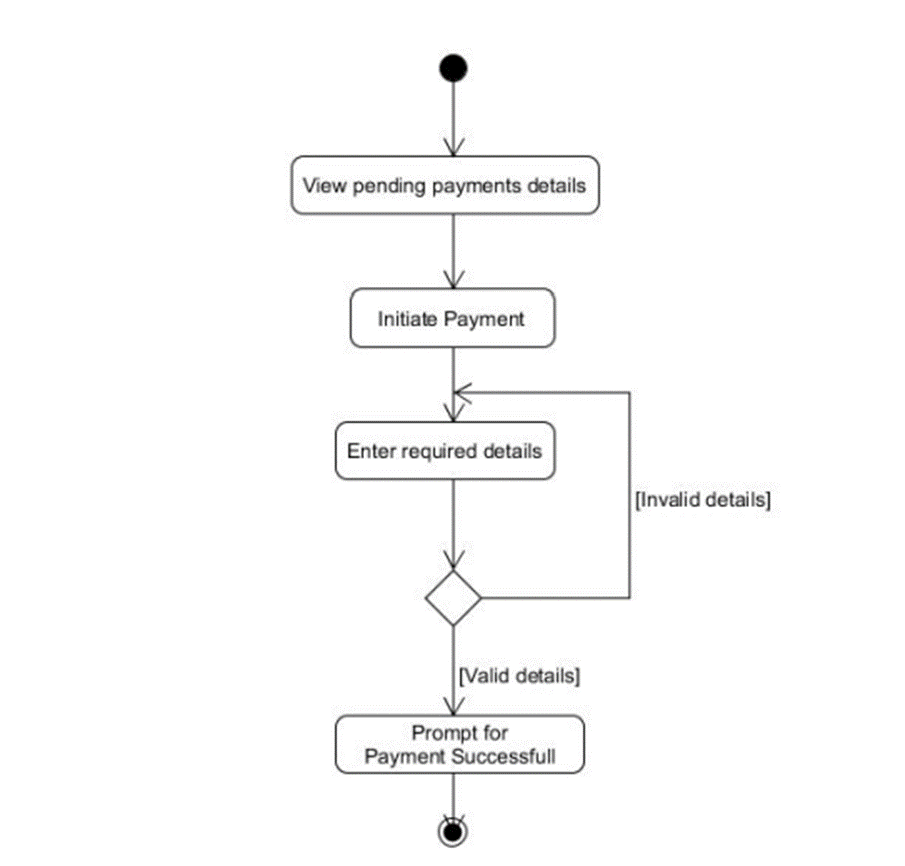 View pending payments details
Initiate Payment
Enter required details
[Invalid details]
[Valid details]
Prompt for
Payment Successfull